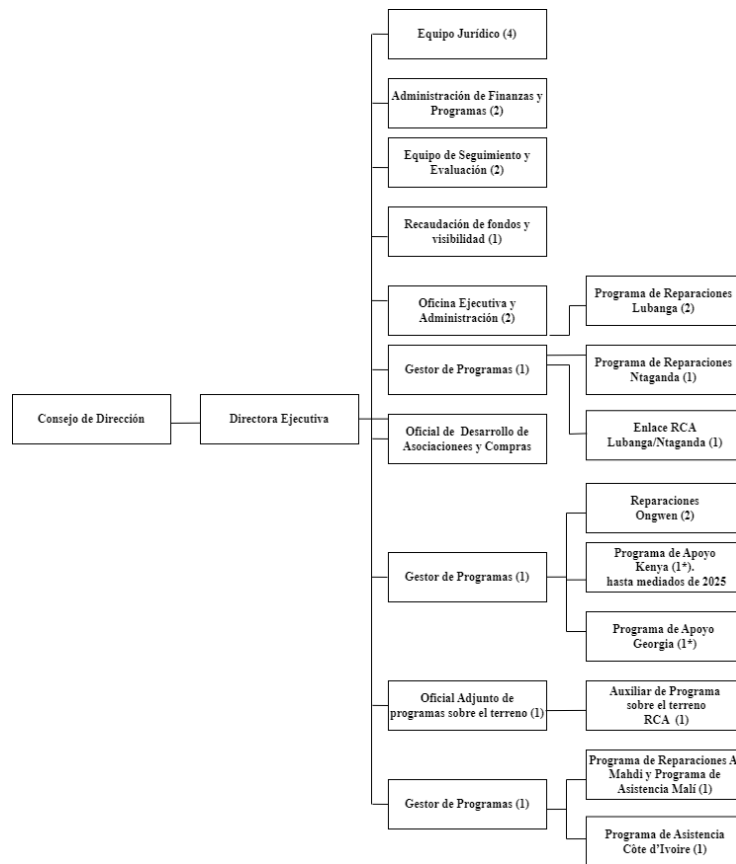 Equipo Jurídico (4)
Administración de Finanzas y
Programas (2)
Equipo de Seguimiento y
Evaluación (2)
Recaudación de fondos y
visibilidad (1)
Oficina Ejecutiva y
Administración (2)
Programa de Reparaciones
Lubanga (2)
Gestor de Programas (1)
Programa de Reparaciones
Ntaganda (1)
Consejo de Dirección
Directora Ejecutiva
Oficial de Desarrollo de
Asociacionees y Compras
Enlace RCA
Lubanga/Ntaganda (1)
Reparaciones
Ongwen (2)
Gestor de Programas (1)
Programa de Apoyo
Kenya (1*).
hasta mediados de 2025
Programa de Apoyo
Georgia (1*)
Oficial Adjunto de
programas sobre el terreno (1)
Auxiliar de Programa
sobre el terreno
RCA (1)
Gestor de Programas (1)
Programa de Reparaciones A
Mahdi y Programa de
Asistencia Malí (1)
Programa de Asistencia
Côte d'Ivoire (1)